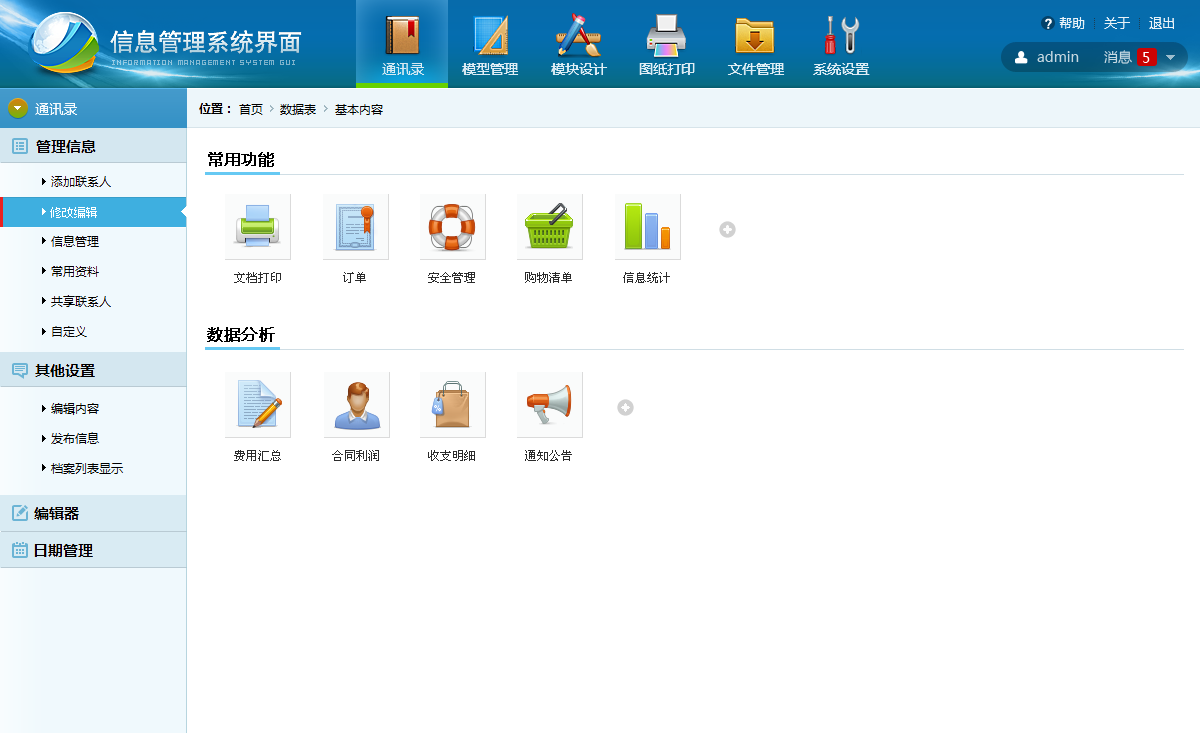 信息管理系统界面
INFORMATION MANAGEMENT SYSTEM GUI
通讯录 模型管理 模块设计 图纸打印 文件管理 系统设置
? 帮助 关于 退出
admin 消息 5
通讯录
位置： 首页 数据表 基本内容
管理信息
添加联系人
修改编辑
信息管理
常用资料
共享联系人
自定义
其他设置
编辑内容
发布信息
档案列表显示
编辑器
日期管理
常用功能
文档打印 订单 安全管理 购物清单 信息统计
数据分析
费用汇总 合同利润 收支明细 通知公告